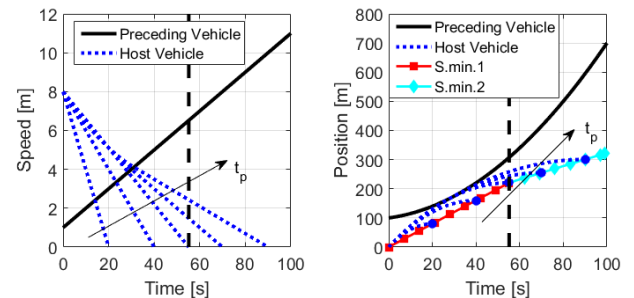 12
10
8
6
4
2
0
Speed [m]
Preceding Vehicle
Host Vehicle
tp
0 20 40 60 80 100
Time [s]
800
700
600
500
400
300
200
100
0
Position [m]
Preceding Vehicle
Host Vehicle
S.min.1
S.min.2
tp
0 20 40 60 80 100
Time [s]